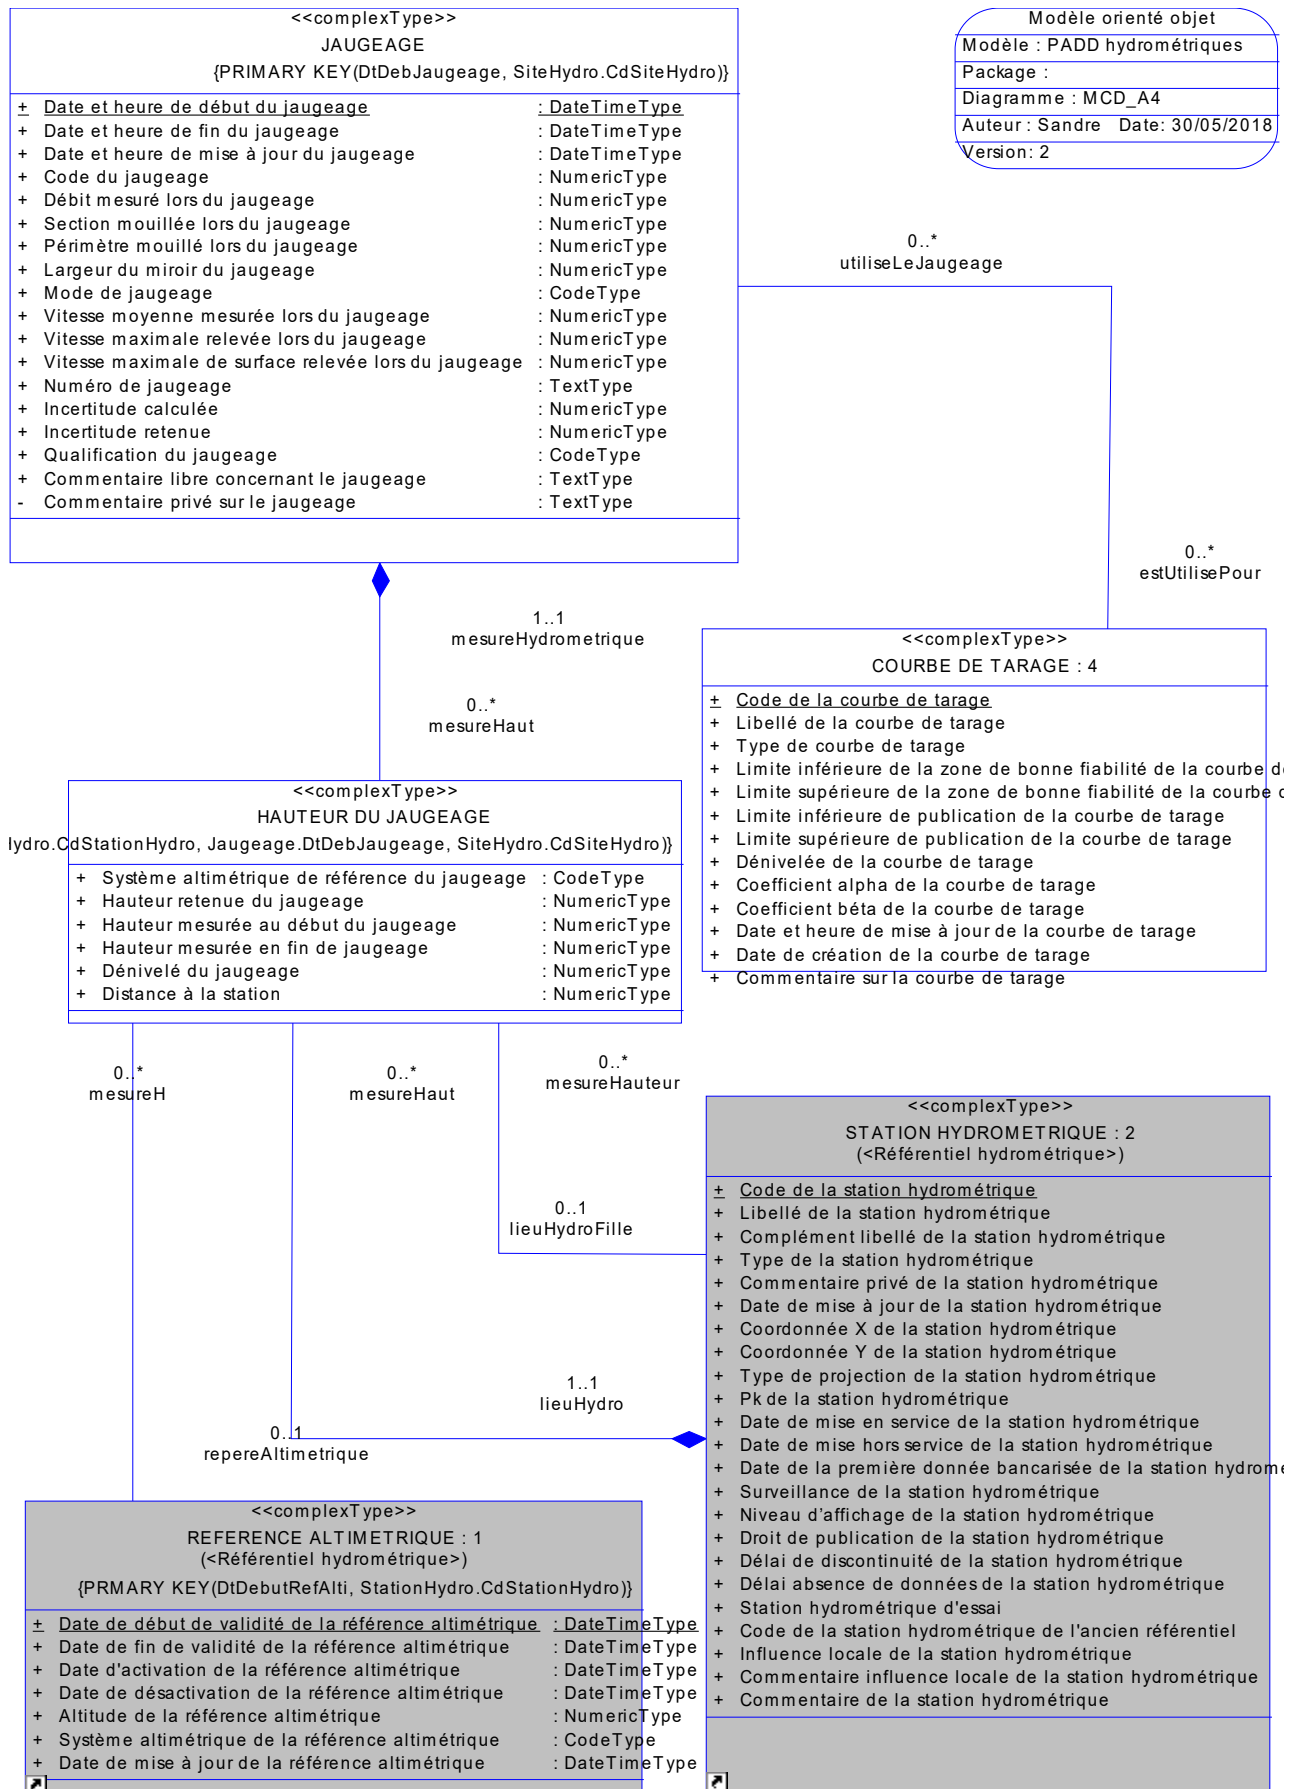 <<complexType>>
JAUGEAGE
{PRIMARY KEY(DtDebJaugeage, SiteHydro.CdSiteHydro)}
+ Date et heure de début du jaugeage : DateTimeType
+ Date et heure de fin du jaugeage : DateTimeType
+ Date et heure de mise à jour du jaugeage : DateTimeType
+ Code du jaugeage : NumericType
+ Débit mesuré lors du jaugeage : NumericType
+ Section mouillée lors du jaugeage : NumericType
+ Périmètre mouillé lors du jaugeage : NumericType
+ Largeur du miroir du jaugeage : NumericType
+ Mode de jaugeage : CodeType
+ Vitesse moyenne mesurée lors du jaugeage : NumericType
+ Vitesse maximale relevée lors du jaugeage : NumericType
+ Vitesse maximale de surface relevée lors du jaugeage : NumericType
+ Numéro de jaugeage : TextType
+ Incertitude calculée : NumericType
+ Incertitude retenue : NumericType
+ Qualification du jaugeage : CodeType
+ Commentaire libre concernant le jaugeage : TextType
- Commentaire privé sur le jaugeage : TextType
Modèle orienté objet
Modèle : PADD hydrométriques
Package :
Diagramme : MCD_A4
Auteur : Sandre Date: 30/05/2018
Version: 2
0..*
utiliseLeJaugeage
0..*
estUtilisePour
1..1
mesureHydrometrique
0..*
mesureHaut
<<complexType>>
COURBE DE TARAGE : 4
+ Code de la courbe de tarage
+ Libellé de la courbe de tarage
+ Type de courbe de tarage
+ Limite inférieure de la zone de bonne fiabilité de la courbe d
+ Limite supérieure de la zone de bonne fiabilité de la courbe
+ Limite inférieure de publication de la courbe de tarage
+ Limite supérieure de publication de la courbe de tarage
+ Dénivelée de la courbe de tarage
+ Coefficient alpha de la courbe de tarage
+ Coefficient béta de la courbe de tarage
+ Date et heure de mise à jour de la courbe de tarage
+ Date de création de la courbe de tarage
+ Commentaire sur la courbe de tarage
<<complexType>>
HAUTEUR DU JAUGEAGE
lydro.CdStationHydro, Jaugeage.DtDebJaugeage, SiteHydro.CdSiteHydro)}
+ Système altimétrique de référence du jaugeage : CodeType
+ Hauteur retenue du jaugeage : NumericType
+ Hauteur mesurée au début du jaugeage : NumericType
+ Hauteur mesurée en fin de jaugeage : NumericType
+ Dénivelé du jaugeage : NumericType
+ Distance à la station : NumericType
0..*
mesureH
0..*
mesureHaut
0..*
mesureHauteur
0..1
lieuHydroFille
1..1
lieuHydro
0..1
repereAltimetrique
<<complexType>>
STATION HYDROMETRIQUE : 2
(<Référentiel hydrométrique>)
+ Code de la station hydrométrique
+ Libellé de la station hydrométrique
+ Complément libellé de la station hydrométrique
+ Type de la station hydrométrique
+ Commentaire privé de la station hydrométrique
+ Date de mise à jour de la station hydrométrique
+ Coordonnée X de la station hydrométrique
+ Coordonnée Y de la station hydrométrique
+ Type de projection de la station hydrométrique
+ Pk de la station hydrométrique
+ Date de mise en service de la station hydrométrique
+ Date de mise hors service de la station hydrométrique
+ Date de la première donnée bancarisée de la station hydrome
+ Surveillance de la station hydrométrique
+ Niveau d'affichage de la station hydrométrique
+ Droit de publication de la station hydrométrique
+ Délai de discontinuité de la station hydrométrique
+ Délai absence de données de la station hydrométrique
+ Station hydrométrique d'essai
+ Code de la station hydrométrique de l'ancien référentiel
+ Influence locale de la station hydrométrique
+ Commentaire influence locale de la station hydrométrique
+ Commentaire de la station hydrométrique
<<complexType>>
REFERENCE ALTIMETRIQUE : 1
(<Référentiel hydrométrique>)
{PRMARY KEY(DtDebutRefAlti, StationHydro.CdStationHydro)}
+ Date de début de validité de la référence altimétrique : DateTimeType
+ Date de fin de validité de la référence altimétrique : DateTimeType
+ Date d'activation de la référence altimétrique : DateTimeType
+ Date de désactivation de la référence altimétrique : DateTimeType
+ Altitude de la référence altimétrique : NumericType
+ Système altimétrique de la référence altimétrique : CodeType
+ Date de mise à jour de la référence altimétrique : DateTimeType